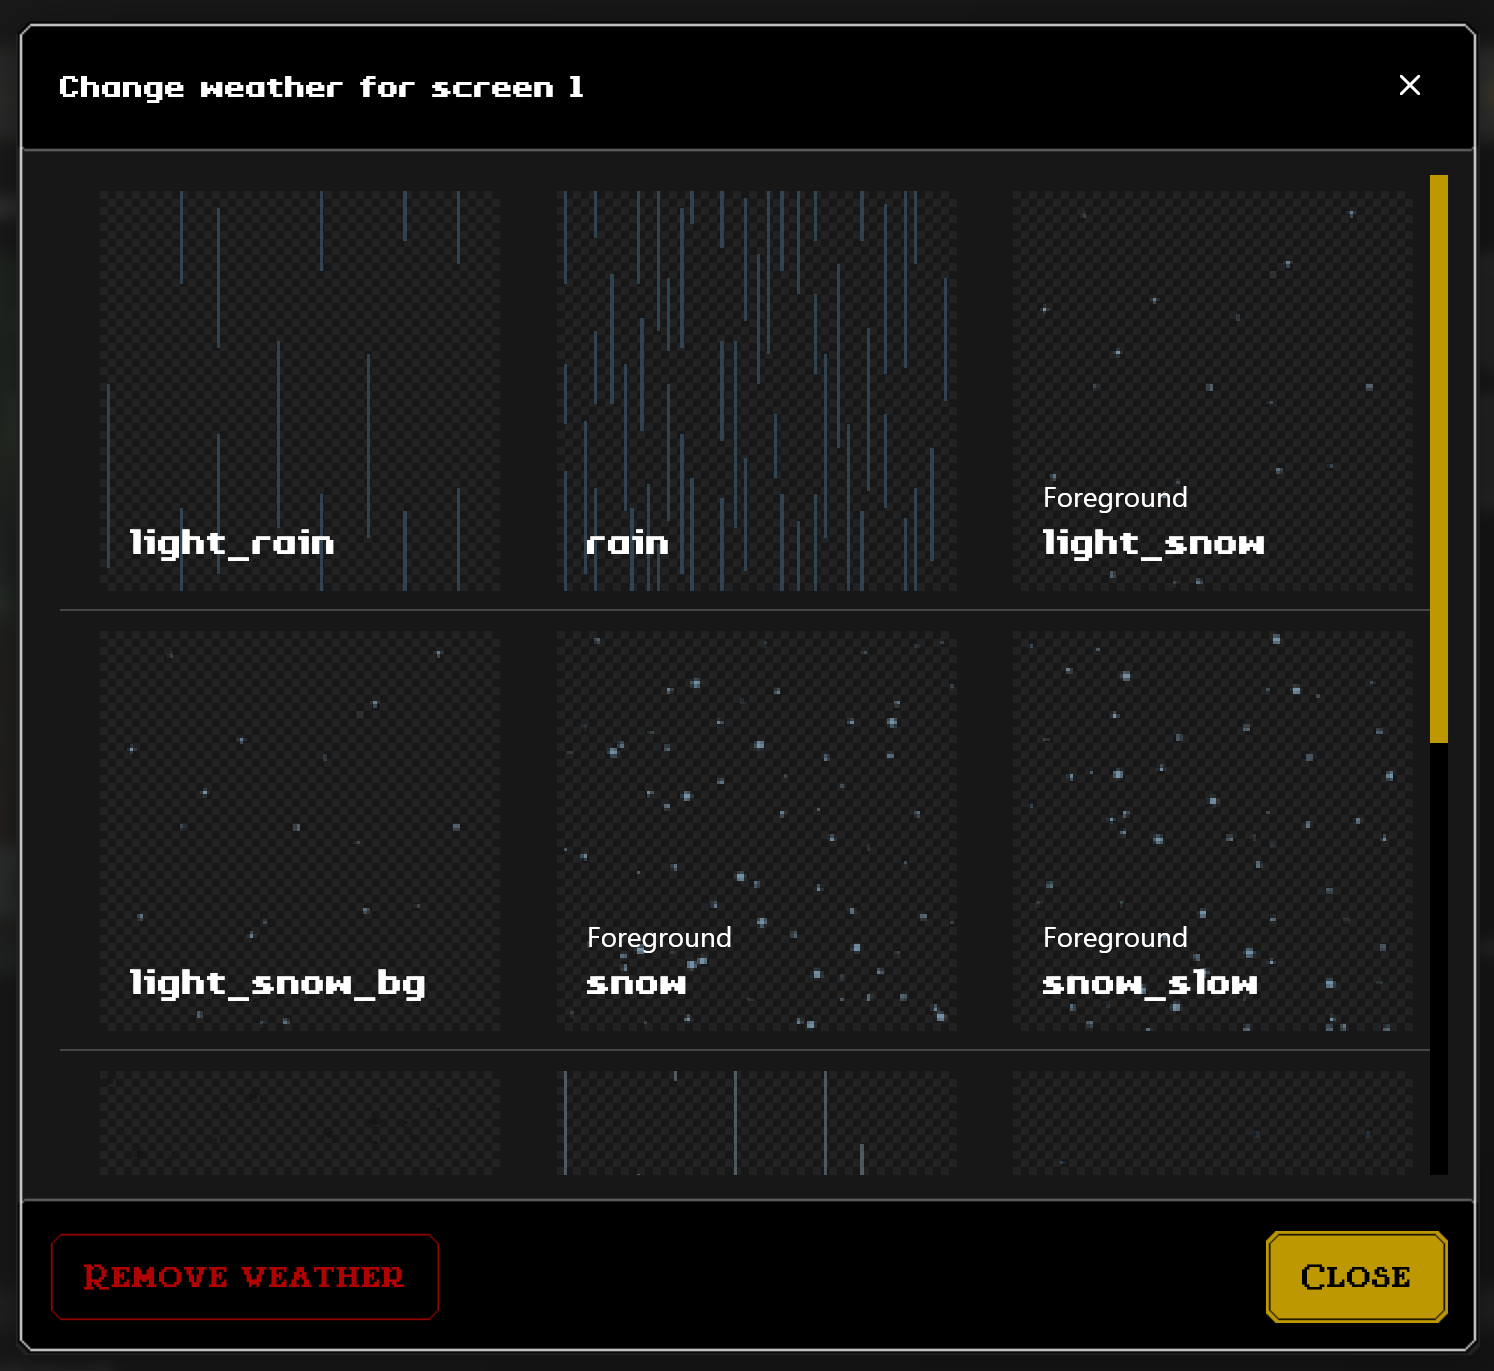 Change weather for screen 1
light_rain
rain
Foreground
light_snow
light_snow_bg
Foreground
snow
Foreground
snow_slow
Remove weather
Close